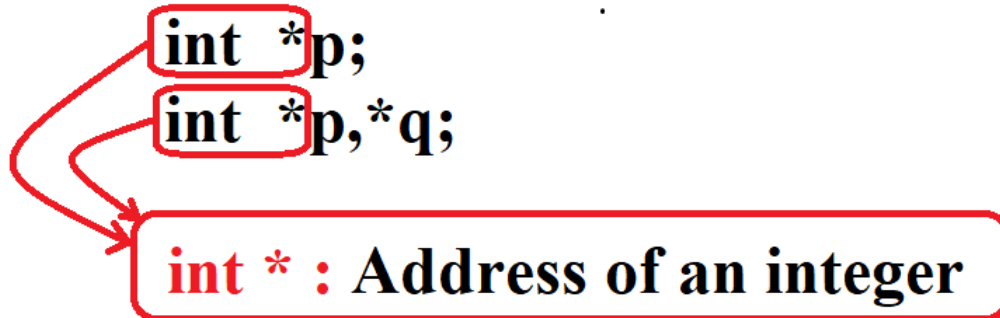 int *p;
int *p,*q;
int * : Address of an integer